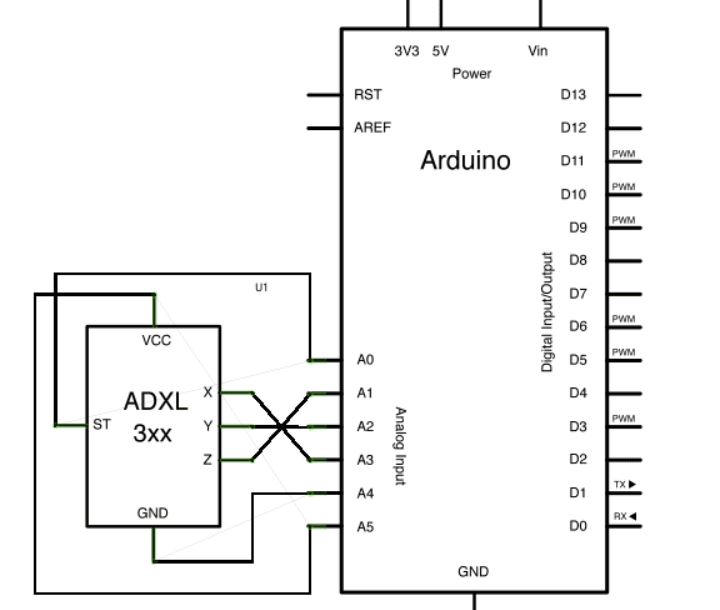 3V3 5V Vin
Power
RST D13
AREF D12
Arduino
D11 PWM
D10 PWM
D9 PWM
D8
Digital Input/Output
D7
D6 PWM
D5 PWM
D4
D3 PWM
D2
D1 TX
D0 RX
U1
VCC
ADXL
3xx
ST
X
Y
Z
GND
A0
A1
A2
A3
A4
A5
Analog Input
GND